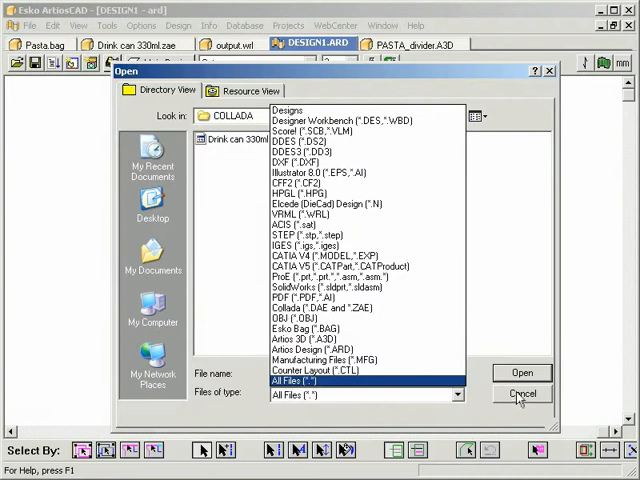 Esko ArtiosCAD - [DESIGN1 - ard]
File Edit View Tools Options Design Info Database Projects WebCenter Window Help
Pasta.bag Drink can 330ml.zae output.wrl DESIGN1.ARD PASTA_divider.A3D
mm
Open
Directory View Resource View
Look in: COLLADA
Drink can 330ml
My Recent Documents
Desktop
My Documents
My Computer
My Network Places
Designs
Designer Workbench (*.DES,*.WBD)
Score! (*.SCB,*.VLM)
DDES (*.DS2)
DDES3 (*.DD3)
DXF (*.DXF)
Illustrator 8.0 (*.EPS,*.AI)
CFF2 (*.CF2)
HPGL (*.HPG)
Elcede (DieCad) Design (*.N)
VRML (*.WRL)
ACIS (*.sat)
STEP (*.stp,*.step)
IGES (*.igs,*.iges)
CATIA V4 (*.MODEL,*.EXP)
CATIA V5 (*.CATPart,*.CATProduct)
ProE (*.prt,*.prt.*,*.asm,*.asm.*)
SolidWorks (*.sldprt,*.sldasm)
PDF (*.PDF,*.AI)
Collada (*.DAE and *.ZAE)
OBJ (*.OBJ)
Esko Bag (*.BAG)
Artios 3D (*.A3D)
Artios Design (*.ARD)
Manufacturing Files (*.MFG)
Counter Layout (*.CTL)
All Files (*.*)
File name: Open
Files of type: All Files (*.*) Cancel
Select By:
For Help, press F1